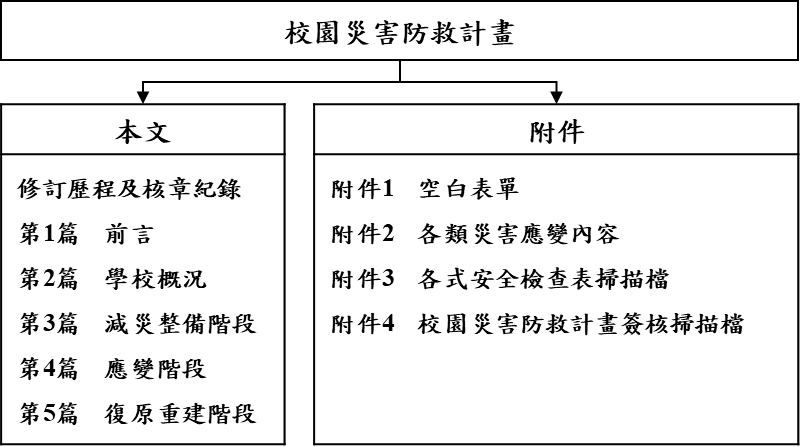 校園災害防救計畫
本文
修訂歷程及核章紀錄
第1篇　前言
第2篇　學校概況
第3篇　減災整備階段
第4篇　應變階段
第5篇　復原重建階段
附件
附件1　空白表單
附件2　各類災害應變內容
附件3　各式安全檢查表掃描檔
附件4　校園災害防救計畫簽核掃描檔